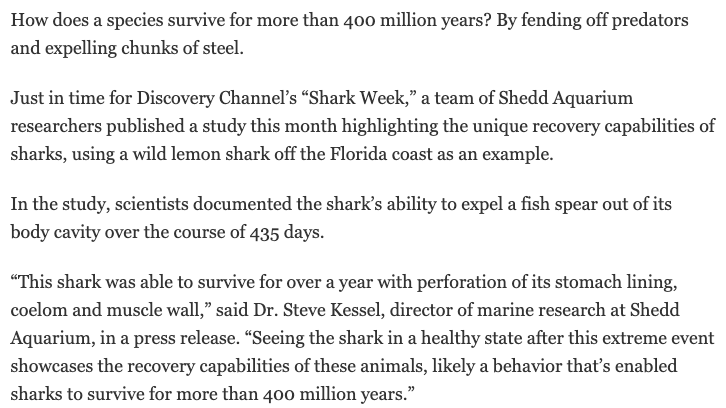 How does a species survive for more than 400 million years? By fending off predators
and expelling chunks of steel.
Just in time for Discovery Channel’s “Shark Week,” a team of Shedd Aquarium
researchers published a study this month highlighting the unique recovery capabilities of
sharks, using a wild lemon shark off the Florida coast as an example.
In the study, scientists documented the shark’s ability to expel a fish spear out of its
body cavity over the course of 435 days.
“This shark was able to survive for over a year with perforation of its stomach lining,
coelom and muscle wall,” said Dr. Steve Kessel, director of marine research at Shedd
Aquarium, in a press release. “Seeing the shark in a healthy state after this extreme event
showcases the recovery capabilities of these animals, likely a behavior that’s enabled
sharks to survive for more than 400 million years.”